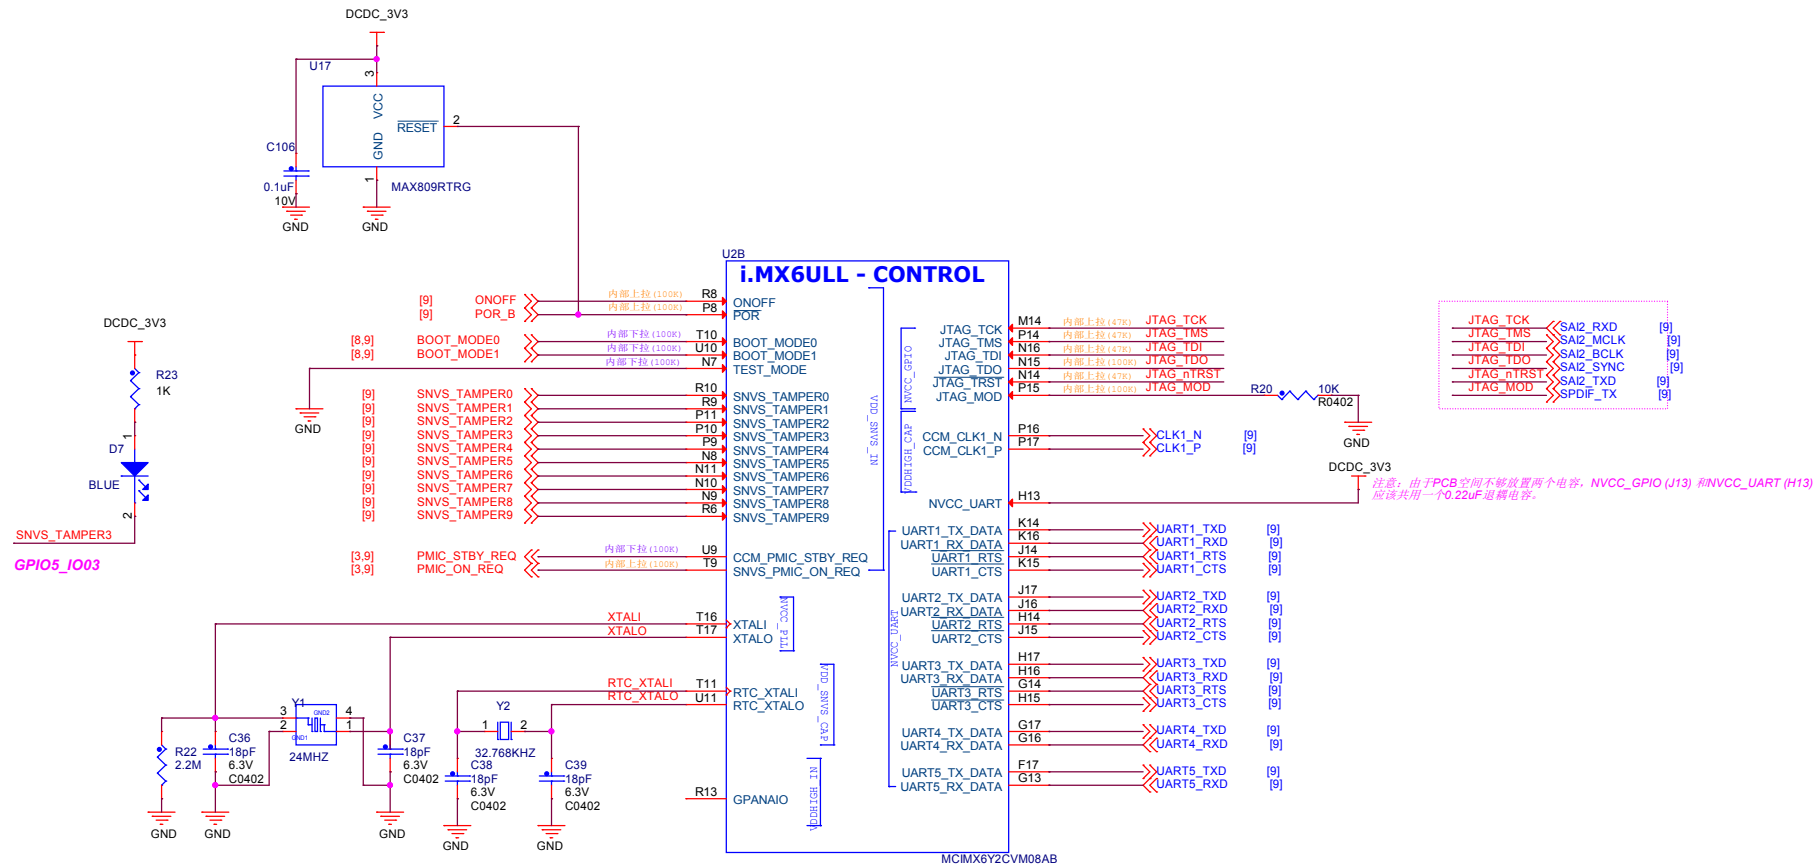 DCDC_3V3
U17
3
VCC
GND
RESET
2
1
C106
0.1uF
10V
GND
GND
MAX809RTRG
U2B
i.MX6ULL - CONTROL
[9] ONOFF 内部上拉(100K) R8 ONOFF
[9] POR_B 内部上拉(100K) P8 POR
[8,9] BOOT_MODE0 内部下拉(100K) T10 BOOT_MODE0
[8,9] BOOT_MODE1 内部下拉(100K) U10 BOOT_MODE1
内部下拉(100K) N7 TEST_MODE
GND
[9] SNVS_TAMPER0 R10 SNVS_TAMPER0
[9] SNVS_TAMPER1 R9 SNVS_TAMPER1
[9] SNVS_TAMPER2 P11 SNVS_TAMPER2
[9] SNVS_TAMPER3 P10 SNVS_TAMPER3
[9] SNVS_TAMPER4 P9 SNVS_TAMPER4
[9] SNVS_TAMPER5 N8 SNVS_TAMPER5
[9] SNVS_TAMPER6 N11 SNVS_TAMPER6
[9] SNVS_TAMPER7 N10 SNVS_TAMPER7
[9] SNVS_TAMPER8 N9 SNVS_TAMPER8
[9] SNVS_TAMPER9 R6 SNVS_TAMPER9
[3,9] PMIC_STBY_REQ 内部下拉(100K) U9 CCM_PMIC_STBY_REQ
[3,9] PMIC_ON_REQ 内部上拉(100K) T9 SNVS_PMIC_ON_REQ
VDD_SNVS_IN
DCDC_3V3
R23
1K
1
D7
BLUE
2
SNVS_TAMPER3
GPIO5_IO03
XTALI T16 XTALI
XTALO T17 XTALO
NVCC_PLL
RTC_XTALI T11 RTC_XTALI
RTC_XTALO U11 RTC_XTALO
VDD_SNVS_CAP
R13 GPANAIO
VDDHIGH IN
Y1
3 GND2 4
2 GND1 1
24MHZ
R22
2.2M
C36
18pF
6.3V
C0402
C37
18pF
6.3V
C0402
GND
GND
GND
Y2
1 2
32.768KHZ
C38
18pF
6.3V
C0402
C39
18pF
6.3V
C0402
GND
GND
NVCC_GPIO
JTAG_TCK M14 内部上拉(47K) JTAG_TCK
JTAG_TMS P14 内部上拉(47K) JTAG_TMS
JTAG_TDI N16 内部上拉(47K) JTAG_TDI
JTAG_TDO N15 内部上拉(100K) JTAG_TDO
JTAG_TRST N14 内部上拉(47K) JTAG_nTRST
JTAG_MOD P15 内部上拉(100K) JTAG_MOD
R20 10K
R0402
GND
VDDHIGH_CAP
CCM_CLK1_N P16 CLK1_N [9]
CCM_CLK1_P P17 CLK1_P [9]
NVCC_UART H13
DCDC_3V3
注意：由于PCB空间不够放置两个电容，NVCC_GPIO (J13) 和NVCC_UART (H13)
应该共用一个0.22uF退耦电容。
NVCC_UART
UART1_TX_DATA K14 UART1_TXD [9]
UART1_RX_DATA K16 UART1_RXD [9]
UART1_RTS J14 UART1_RTS [9]
UART1_CTS K15 UART1_CTS [9]
UART2_TX_DATA J17 UART2_TXD [9]
UART2_RX_DATA J16 UART2_RXD [9]
UART2_RTS H14 UART2_RTS [9]
UART2_CTS J15 UART2_CTS [9]
UART3_TX_DATA H17 UART3_TXD [9]
UART3_RX_DATA H16 UART3_RXD [9]
UART3_RTS G14 UART3_RTS [9]
UART3_CTS H15 UART3_CTS [9]
UART4_TX_DATA G17 UART4_TXD [9]
UART4_RX_DATA G16 UART4_RXD [9]
UART5_TX_DATA F17 UART5_TXD [9]
UART5_RX_DATA G13 UART5_RXD [9]
MCIMX6Y2CVM08AB
JTAG_TCK SAI2_RXD [9]
JTAG_TMS SAI2_MCLK [9]
JTAG_TDI SAI2_BCLK [9]
JTAG_TDO SAI2_SYNC [9]
JTAG_nTRST SAI2_TXD [9]
JTAG_MOD SPDIF_TX [9]